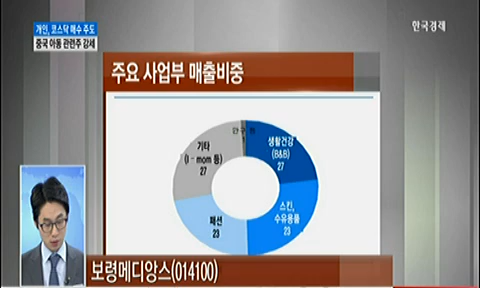 개인, 코스닥 매수 주도
중국 아동 관련주 강세
한국경제
주요 사업부 매출비중
생활건강
(B&B)
27
스킨,
수유용품
23
패션
23
기타
(I - mom 등)
27
보령메디앙스(014100)